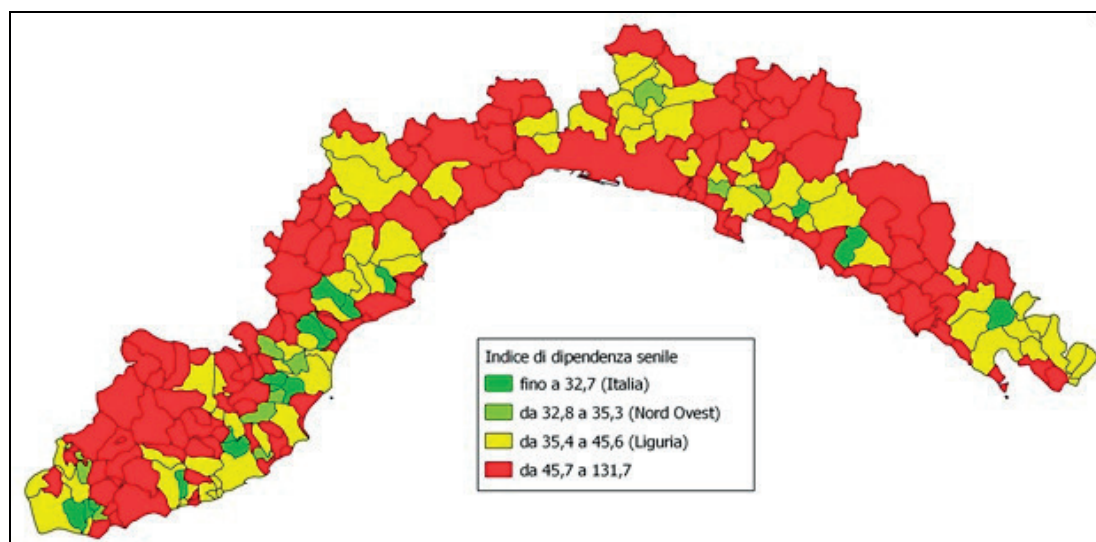 Indice di dipendenza senile
fino a 32,7 (Italia)
da 32,8 a 35,3 (Nord Ovest)
da 35,4 a 45,6 (Liguria)
da 45,7 a 131,7